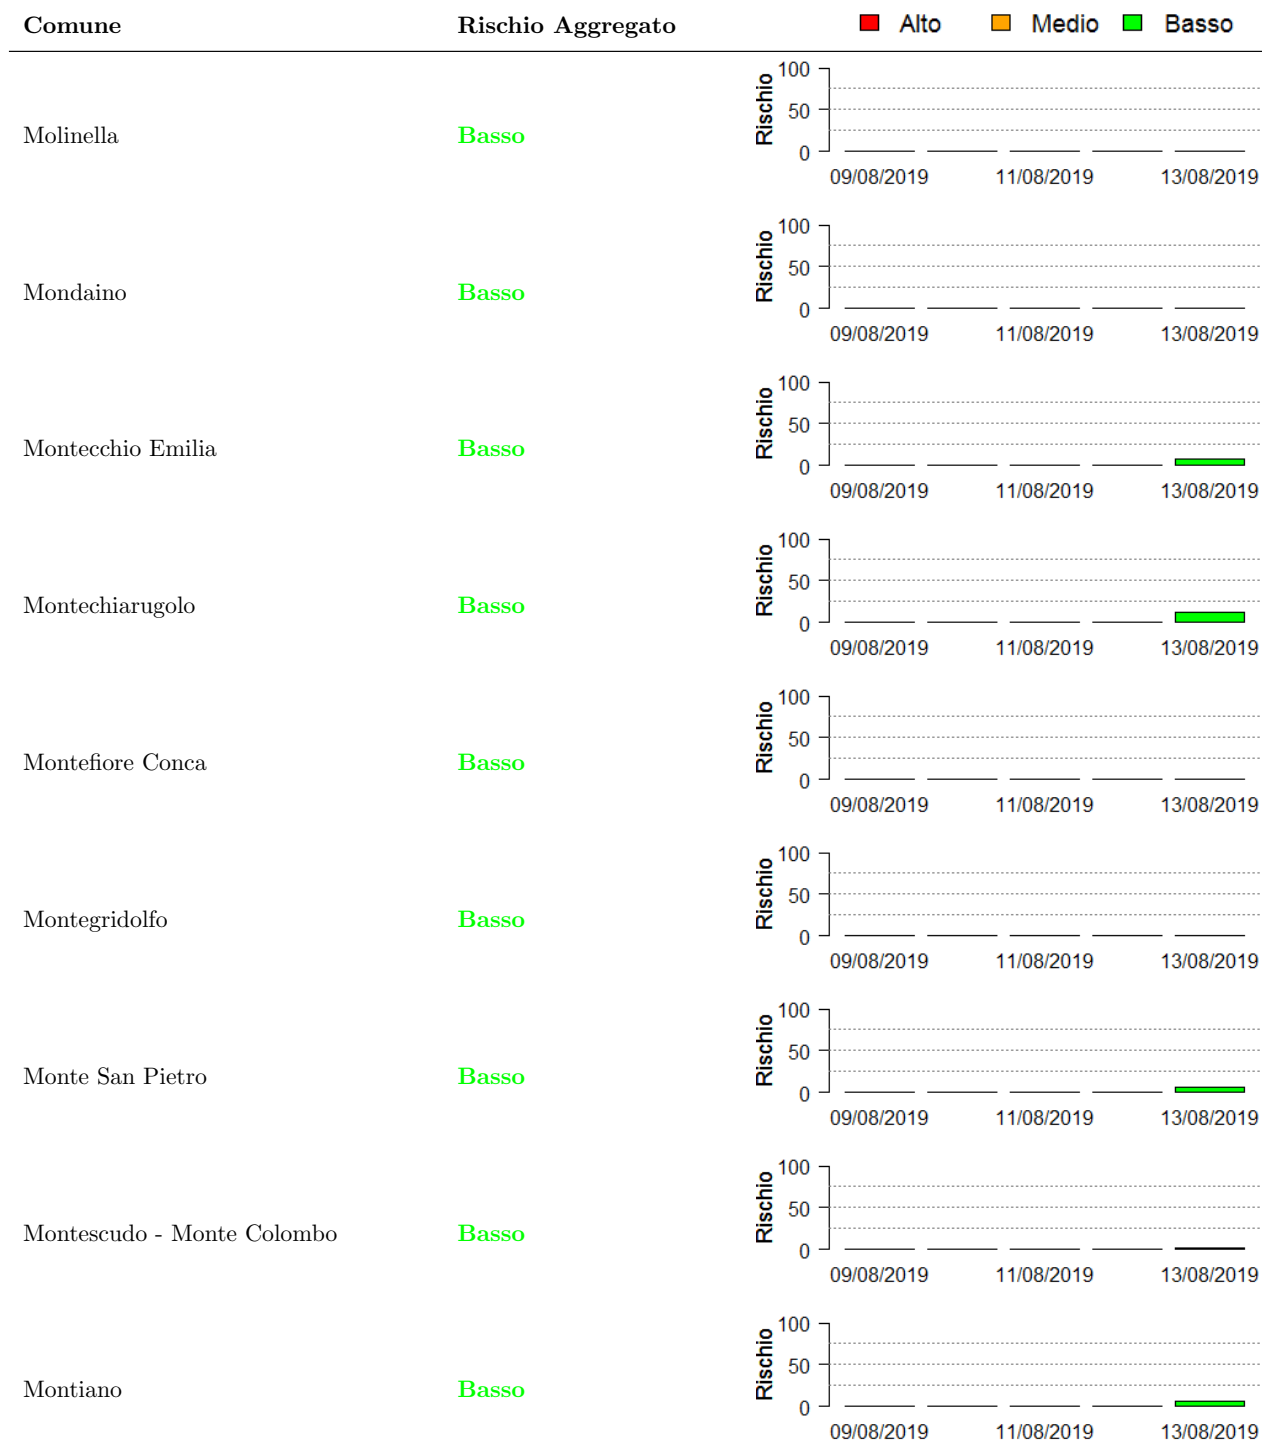 Comune Rischio Aggregato Alto Medio Basso
Molinella Basso
Rischio
100
50
0
09/08/2019 11/08/2019 13/08/2019
Mondaino Basso
Rischio
100
50
0
09/08/2019 11/08/2019 13/08/2019
Montecchio Emilia Basso
Rischio
100
50
0
09/08/2019 11/08/2019 13/08/2019
Montechiarugolo Basso
Rischio
100
50
0
09/08/2019 11/08/2019 13/08/2019
Montefiore Conca Basso
Rischio
100
50
0
09/08/2019 11/08/2019 13/08/2019
Montegridolfo Basso
Rischio
100
50
0
09/08/2019 11/08/2019 13/08/2019
Monte San Pietro Basso
Rischio
100
50
0
09/08/2019 11/08/2019 13/08/2019
Montescudo - Monte Colombo Basso
Rischio
100
50
0
09/08/2019 11/08/2019 13/08/2019
Montiano Basso
Rischio
100
50
0
09/08/2019 11/08/2019 13/08/2019